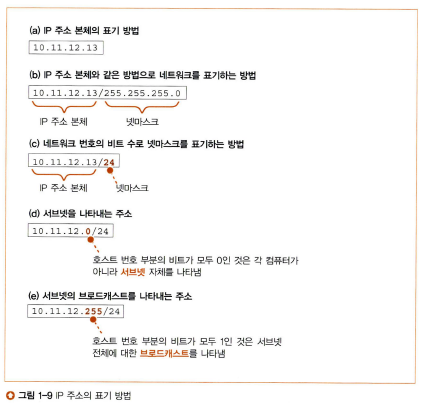 (a) IP 주소 본체의 표기 방법
10.11.12.13
(b) IP 주소 본체와 같은 방법으로 네트워크를 표기하는 방법
10.11.12.13/255.255.255.0
IP 주소 본체 넷마스크
(c) 네트워크 번호의 비트 수로 넷마스크를 표기하는 방법
10.11.12.13/24
IP 주소 본체 넷마스크
(d) 서브넷을 나타내는 주소
10.11.12.0/24
호스트 번호 부분의 비트가 모두 0인 것은 각 컴퓨터가
아니라 서브넷 자체를 나타냄
(e) 서브넷의 브로드캐스트를 나타내는 주소
10.11.12.255/24
호스트 번호 부분의 비트가 모두 1인 것은 서브넷
전체에 대한 브로드캐스트를 나타냄
그림 1-9 IP 주소의 표기 방법